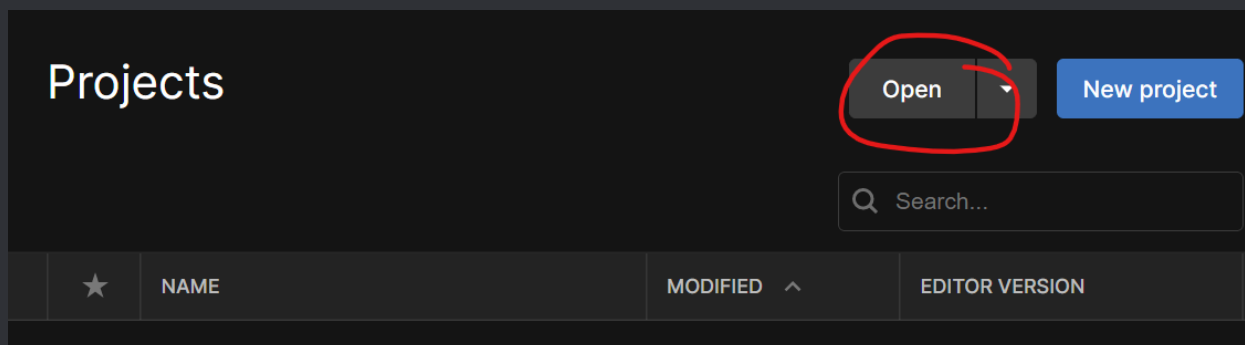 Projects
Open
New project
Search...
NAME
MODIFIED
EDITOR VERSION